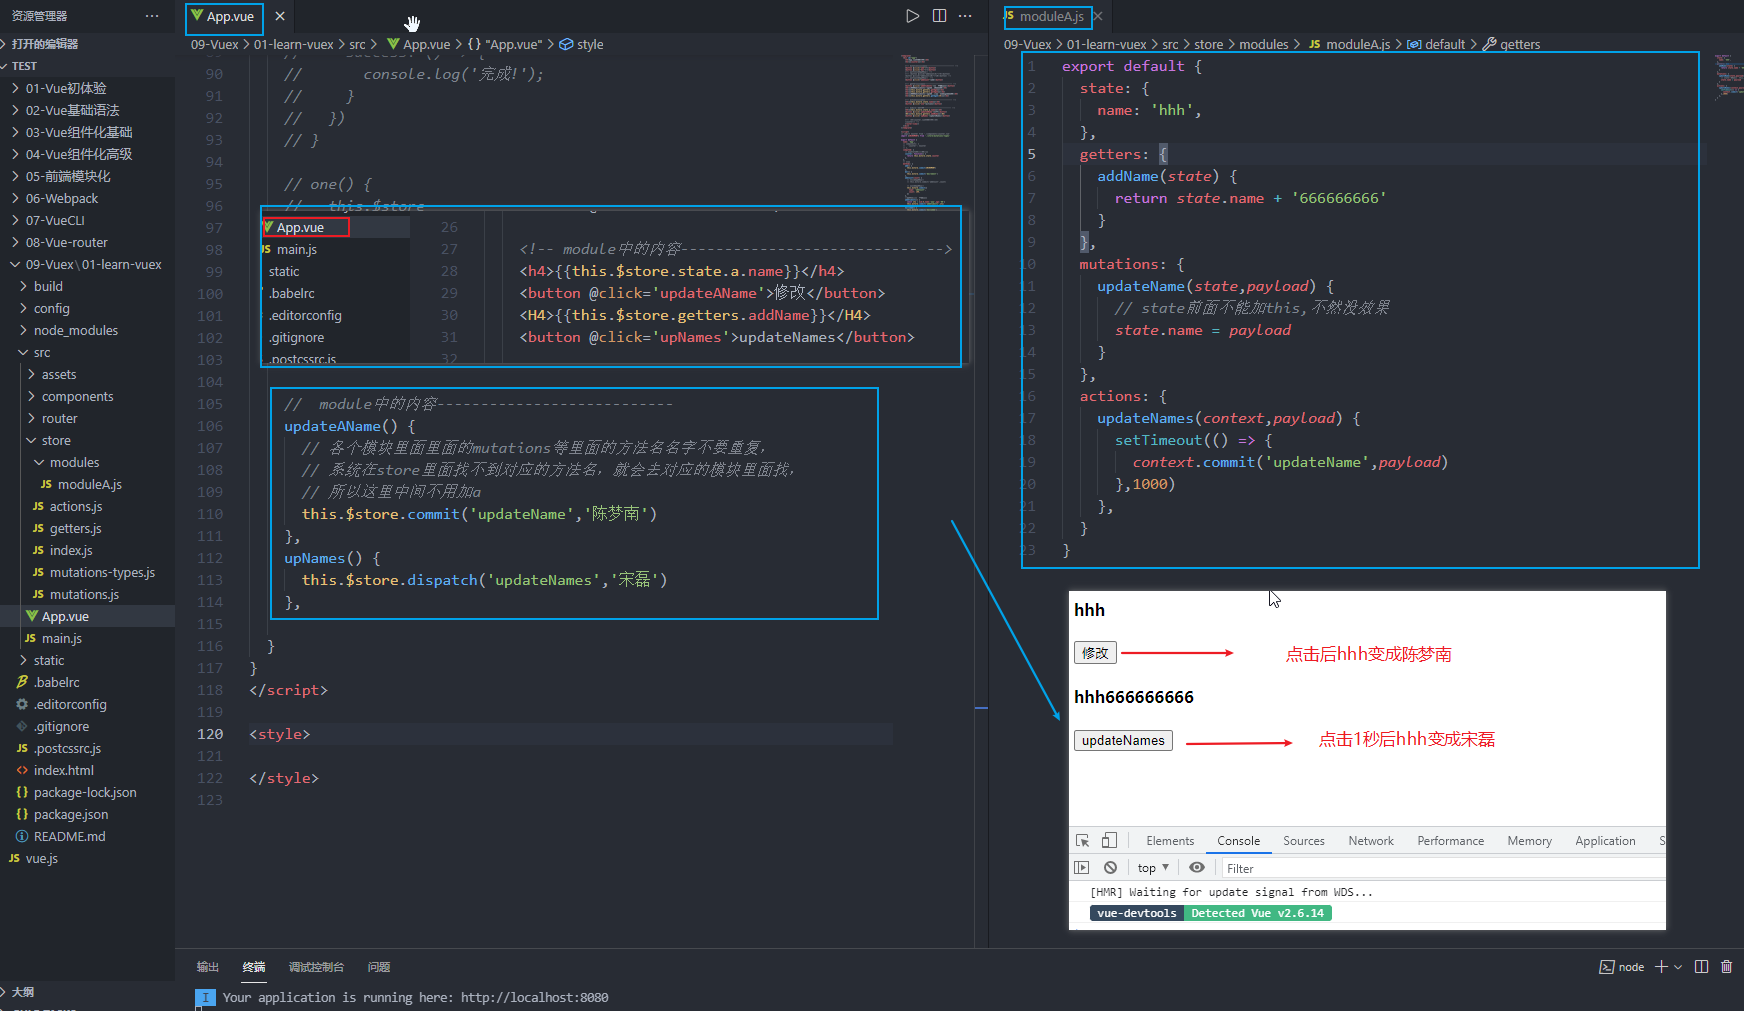 资源管理器 ···
打开的编辑器
TEST
01-Vue初体验
02-Vue基础语法
03-Vue组件化基础
04-Vue组件化高级
05-前端模块化
06-Webpack
07-VueCLI
08-Vue-router
09-Vuex\01-learn-vuex
build
config
node_modules
src
assets
components
router
store
modules
JS moduleA.js
JS actions.js
JS getters.js
JS index.js
JS mutations-types.js
JS mutations.js
App.vue
JS main.js
static
.babelrc
.editorconfig
.gitignore
JS .postcssrc.js
<> index.html
{} package-lock.json
{} package.json
README.md
JS vue.js
大纲
App.vue ×
09-Vuex > 01-learn-vuex > src > App.vue > {} "App.vue" > style
90 //       console.log('完成!');
91 //     }
92 //   })
93 // }
94
95 // one() {
96 //   this.$store
97
98
99
100
101
102
103
104
App.vue
JS main.js
static
.babelrc
.editorconfig
.gitignore
.postcssrc.js
26
27 <!-- module中的内容--------------------------- -->
28 <h4>{{this.$store.state.a.name}}</h4>
29 <button @click='updateAName'>修改</button>
30 <H4>{{this.$store.getters.addName}}</H4>
31 <button @click='upNames'>updateNames</button>
32
105 //  module中的内容---------------------------
106 updateAName() {
107   // 各个模块里面里面的mutations等里面的方法名名字不要重复，
108   // 系统在store里面找不到对应的方法名，就会去对应的模块里面找，
109   // 所以这里中间不用加a
110   this.$store.commit('updateName','陈梦南')
111 },
112 upNames() {
113   this.$store.dispatch('updateNames','宋磊')
114 },
115
116 }
117 }
118 </script>
119
120 <style>
121
122 </style>
123
JS moduleA.js ×
09-Vuex > 01-learn-vuex > src > store > modules > JS moduleA.js > default > getters
1 export default {
2   state: {
3     name: 'hhh',
4   },
5   getters: {
6     addName(state) {
7       return state.name + '666666666'
8     }
9   },
10   mutations: {
11     updateName(state,payload) {
12       // state前面不能加this,不然没效果
13       state.name = payload
14     }
15   },
16   actions: {
17     updateNames(context,payload) {
18       setTimeout(() => {
19         context.commit('updateName',payload)
20       },1000)
21     },
22   }
23 }
hhh
修改 点击后hhh变成陈梦南
hhh666666666
updateNames 点击1秒后hhh变成宋磊
Elements Console Sources Network Performance Memory Application S
top ▼ Filter
[HMR] Waiting for update signal from WDS...
vue-devtools Detected Vue v2.6.14
输出 终端 调试控制台 问题
node
I Your application is running here: http://localhost:8080